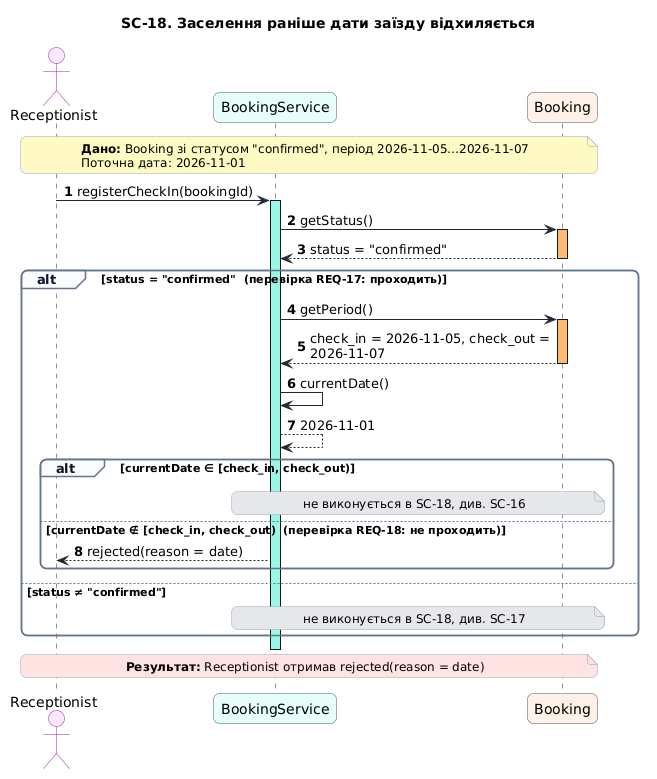 SC-18. Заселення раніше дати заїзду відхиляється
Receptionist
BookingService
Booking
Дано: Booking зі статусом "confirmed", період 2026-11-05...2026-11-07
Поточна дата: 2026-11-01
1 registerCheckIn(bookingId)
2 getStatus()
3 status = "confirmed"
alt
[status = "confirmed" (перевірка REQ-17: проходить)]
4 getPeriod()
5 check_in = 2026-11-05, check_out =
2026-11-07
6 currentDate()
7 2026-11-01
alt
[currentDate ∈ [check_in, check_out)]
не виконується в SC-18, див. SC-16
[currentDate ∉ [check_in, check_out) (перевірка REQ-18: не проходить)]
8 rejected(reason = date)
[status ≠ "confirmed"]
не виконується в SC-18, див. SC-17
Результат: Receptionist отримав rejected(reason = date)
Receptionist
BookingService
Booking